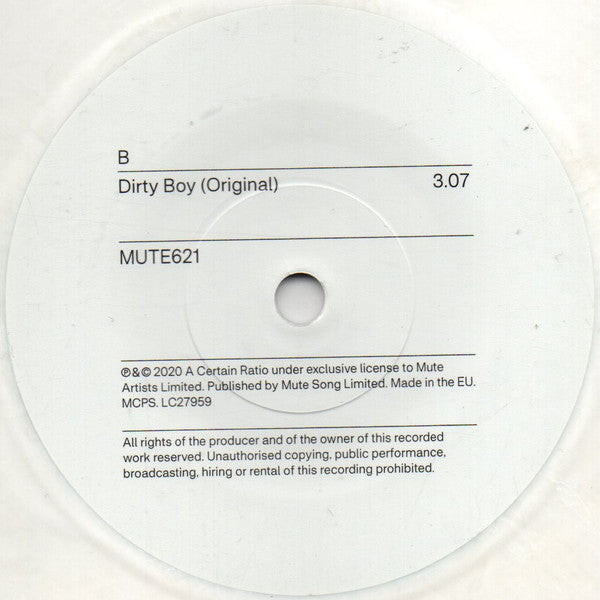 B
Dirty Boy (Original) 3.07
MUTE621
℗&© 2020 A Certain Ratio under exclusive license to Mute
Artists Limited. Published by Mute Song Limited. Made in the EU.
MCPS. LC27959
All rights of the producer and of the owner of this recorded
work reserved. Unauthorised copying, public performance,
broadcasting, hiring or rental of this recording prohibited.